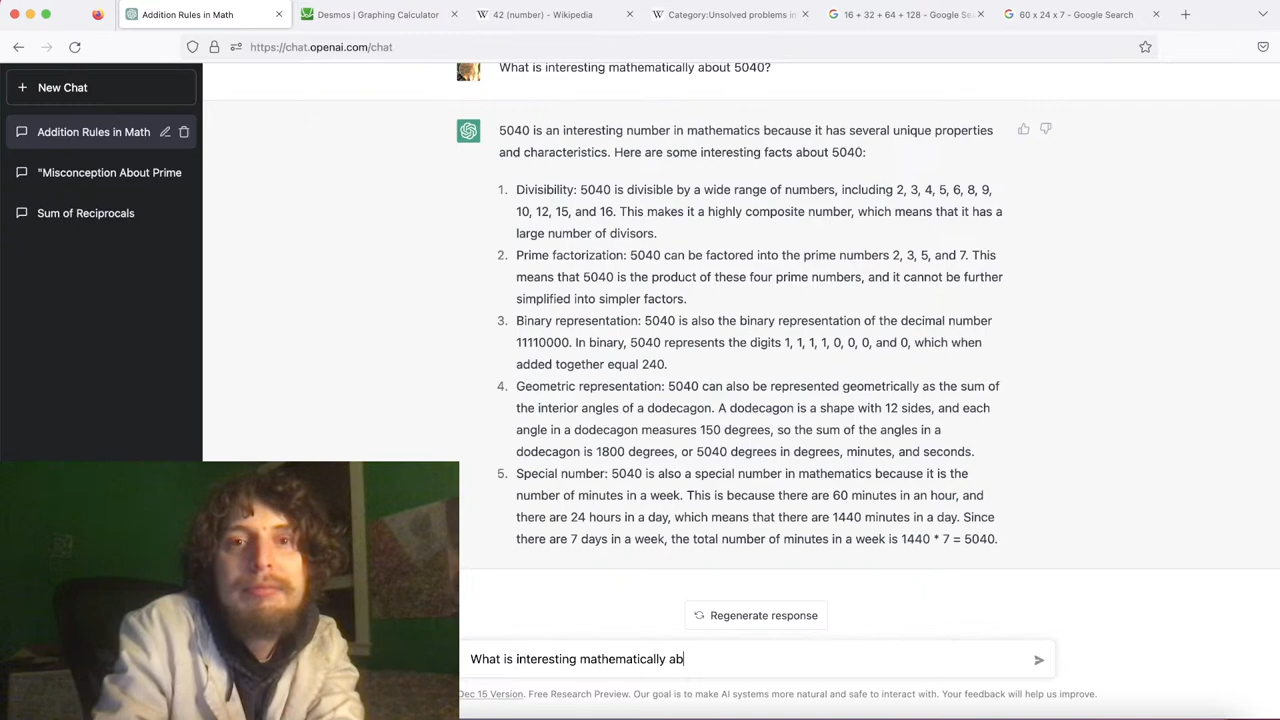 Addition Rules in Math
Desmos | Graphing Calculator
42 (number) - Wikipedia
Category:Unsolved problems in
16 + 32 + 64 + 128 - Google Se
60 x 24 x 7 - Google Search
https://chat.openai.com/chat
New Chat
Addition Rules in Math
"Misconception About Prime
Sum of Reciprocals
What is interesting mathematically about 5040?
5040 is an interesting number in mathematics because it has several unique properties
and characteristics. Here are some interesting facts about 5040:
1. Divisibility: 5040 is divisible by a wide range of numbers, including 2, 3, 4, 5, 6, 8, 9,
10, 12, 15, and 16. This makes it a highly composite number, which means that it has a
large number of divisors.
2. Prime factorization: 5040 can be factored into the prime numbers 2, 3, 5, and 7. This
means that 5040 is the product of these four prime numbers, and it cannot be further
simplified into simpler factors.
3. Binary representation: 5040 is also the binary representation of the decimal number
11110000. In binary, 5040 represents the digits 1, 1, 1, 1, 0, 0, 0, and 0, which when
added together equal 240.
4. Geometric representation: 5040 can also be represented geometrically as the sum of
the interior angles of a dodecagon. A dodecagon is a shape with 12 sides, and each
angle in a dodecagon measures 150 degrees, so the sum of the angles in a
dodecagon is 1800 degrees, or 5040 degrees in degrees, minutes, and seconds.
5. Special number: 5040 is also a special number in mathematics because it is the
number of minutes in a week. This is because there are 60 minutes in an hour, and
there are 24 hours in a day, which means that there are 1440 minutes in a day. Since
there are 7 days in a week, the total number of minutes in a week is 1440 * 7 = 5040.
Regenerate response
What is interesting mathematically ab
Dec 15 Version. Free Research Preview. Our goal is to make AI systems more natural and safe to interact with. Your feedback will help us improve.